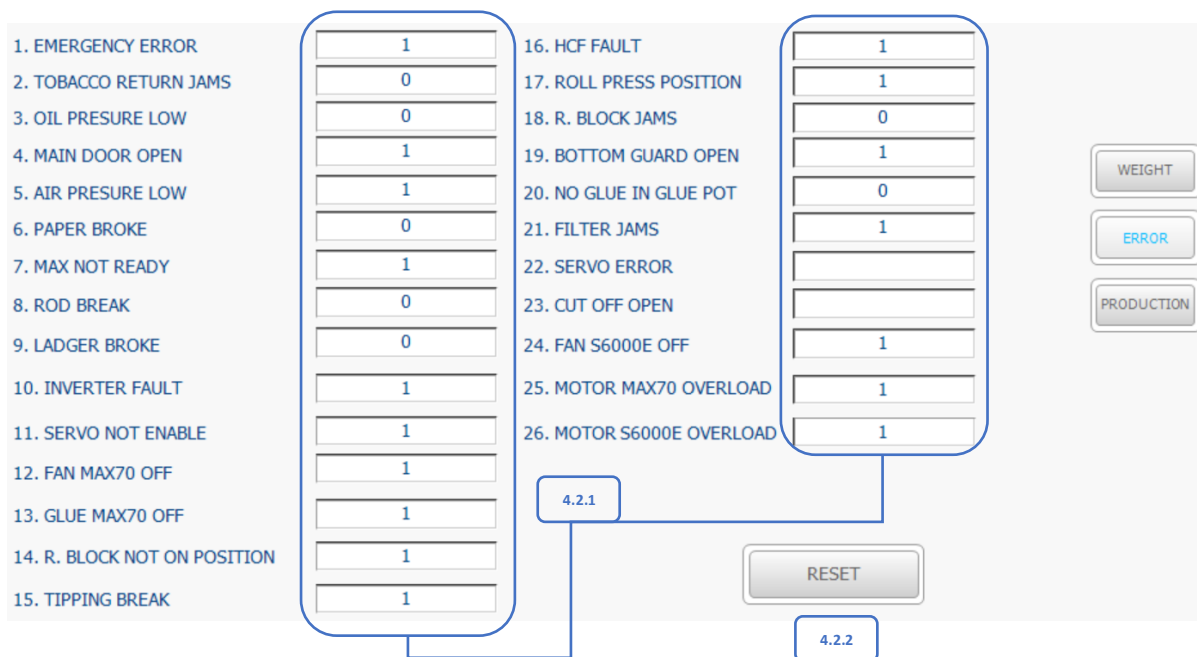 1. EMERGENCY ERROR 1
2. TOBACCO RETURN JAMS 0
3. OIL PRESURE LOW 0
4. MAIN DOOR OPEN 1
5. AIR PRESURE LOW 1
6. PAPER BROKE 0
7. MAX NOT READY 1
8. ROD BREAK 0
9. LADGER BROKE 0
10. INVERTER FAULT 1
11. SERVO NOT ENABLE 1
12. FAN MAX70 OFF 1
13. GLUE MAX70 OFF 1
14. R. BLOCK NOT ON POSITION 1
15. TIPPING BREAK 1
16. HCF FAULT 1
17. ROLL PRESS POSITION 1
18. R. BLOCK JAMS 0
19. BOTTOM GUARD OPEN 1
20. NO GLUE IN GLUE POT 0
21. FILTER JAMS 1
22. SERVO ERROR
23. CUT OFF OPEN
24. FAN S6000E OFF 1
25. MOTOR MAX70 OVERLOAD 1
26. MOTOR S6000E OVERLOAD 1
WEIGHT
ERROR
PRODUCTION
4.2.1
RESET
4.2.2